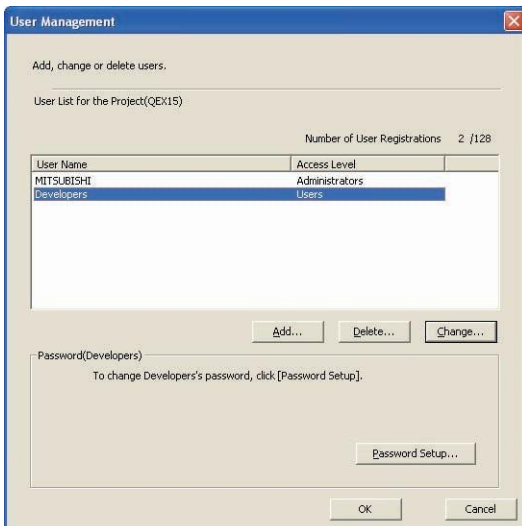 User Management
Add, change or delete users.
User List for the Project(QEX15)
Number of User Registrations 2 /128
User Name Access Level
MITSUBISHI Administrators
Developers Users
Add... Delete... Change...
Password(Developers)
To change Developers's password, click [Password Setup].
Password Setup...
OK Cancel